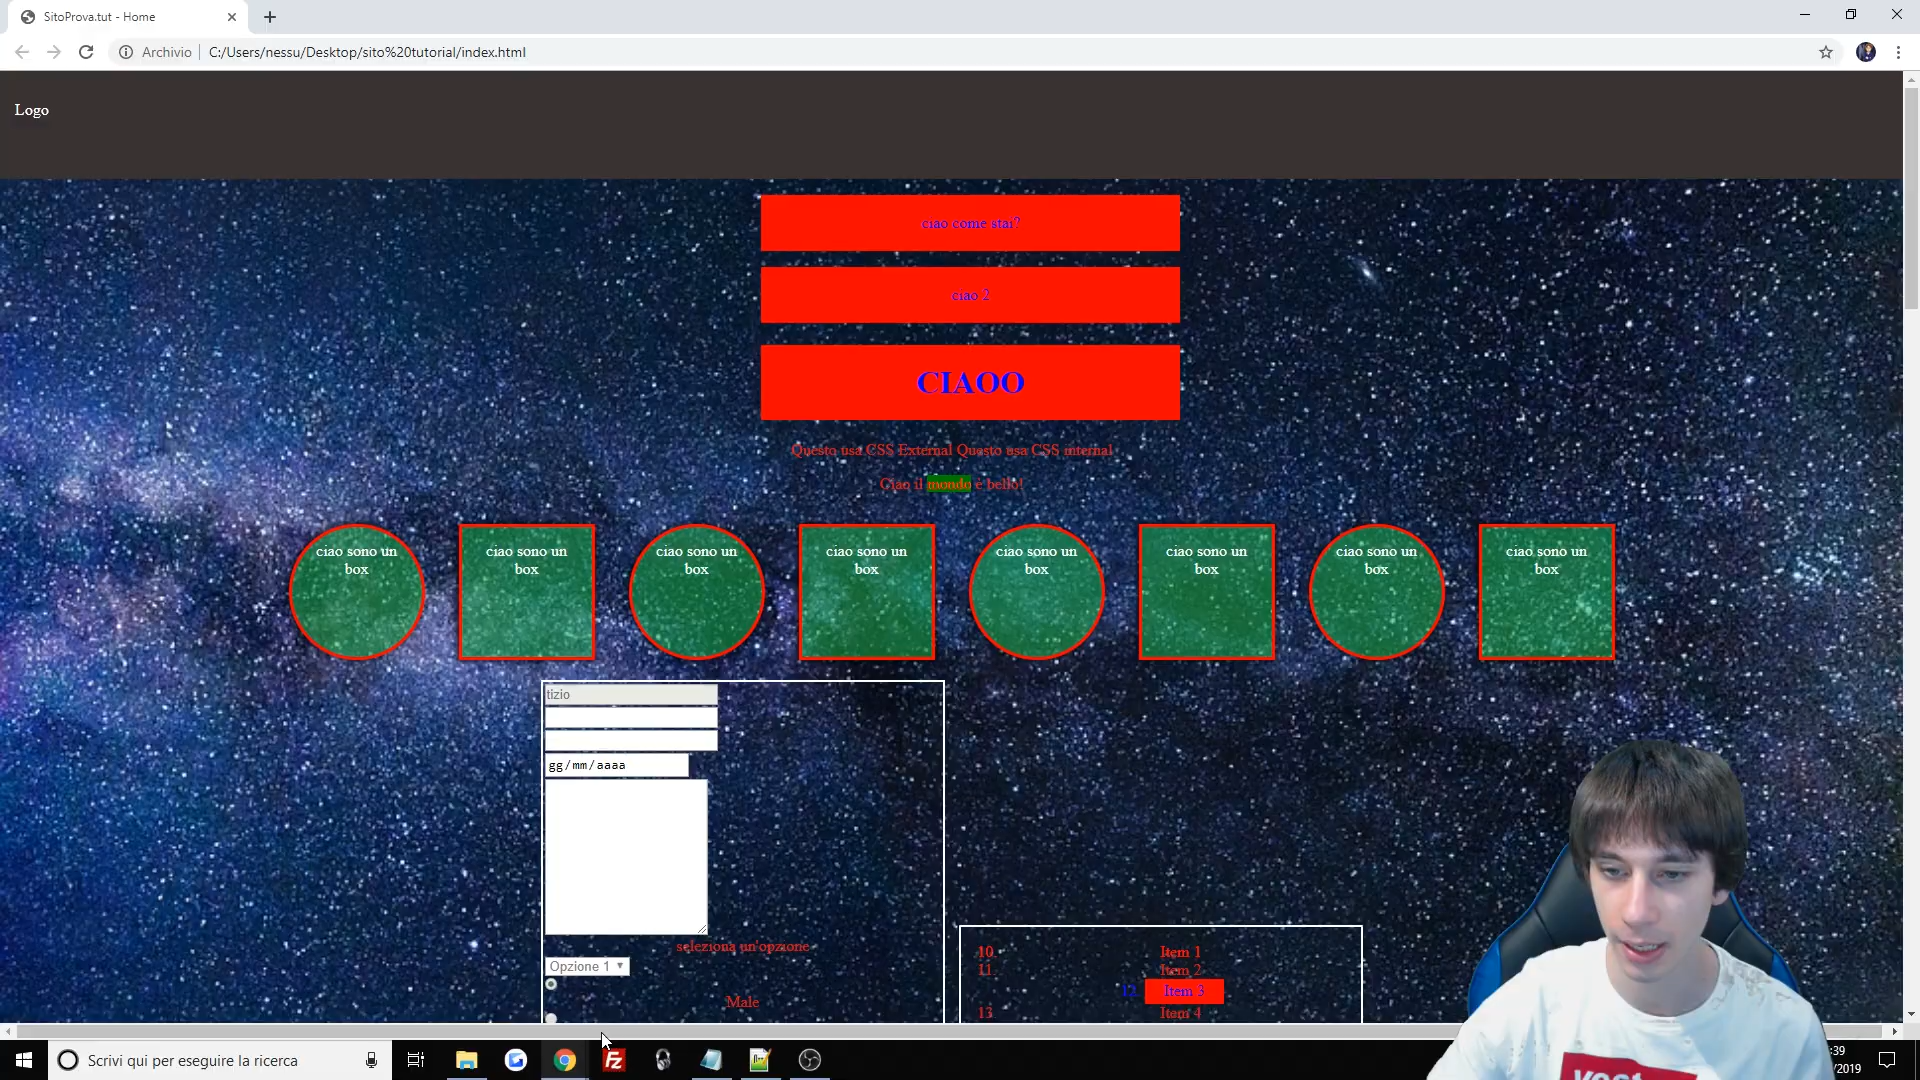 SitoProva.tut - Home
Archivio
C:/Users/nessu/Desktop/sito%20tutorial/index.html
Logo
ciao come stai?
ciao 2
CIAOO
Questo usa CSS External Questo usa CSS internal
Ciao il mondo è bello!
ciao sono un box ciao sono un box ciao sono un box ciao sono un box ciao sono un box ciao sono un box ciao sono un box ciao sono un box
tizio
gg/mm/aaaa
seleziona un'opzione
Opzione 1
Male
10. Item 1
11. Item 2
12. Item 3
13. Item 4
Scrivi qui per eseguire la ricerca
:39
/2019